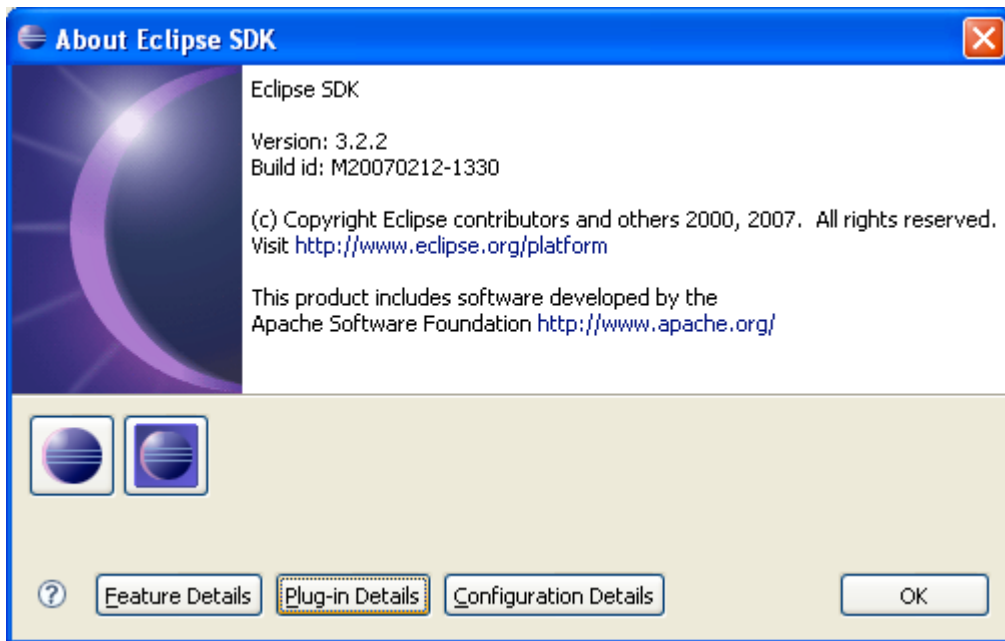 About Eclipse SDK
Eclipse SDK
Version: 3.2.2
Build id: M20070212-1330
(c) Copyright Eclipse contributors and others 2000, 2007.  All rights reserved.
Visit http://www.eclipse.org/platform
This product includes software developed by the
Apache Software Foundation http://www.apache.org/
? Feature Details Plug-in Details Configuration Details OK